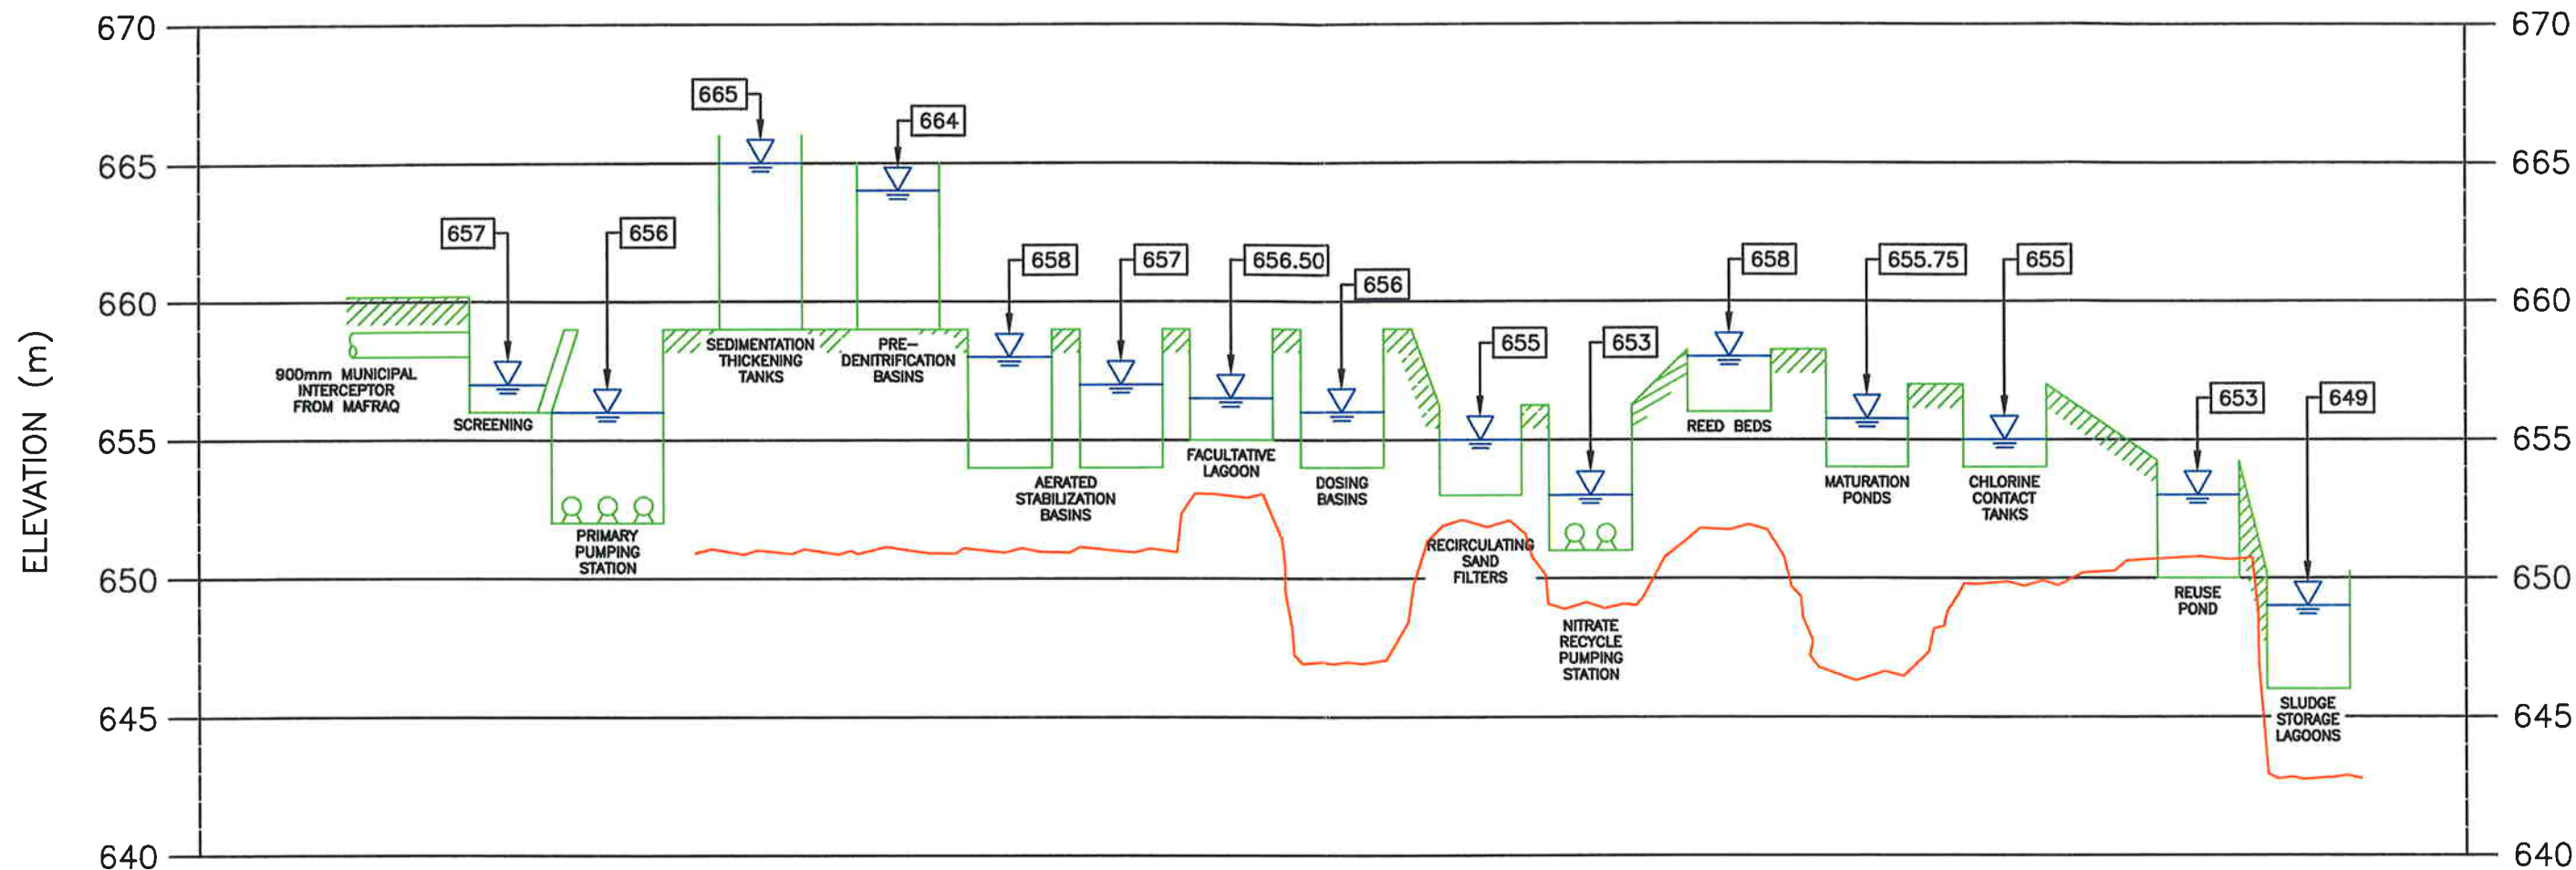 670
670
665
664
665
665
657
656
658
657
656.50
656
658
655.75
655
660
660
655
653
653
649
900mm MUNICIPAL
INTERCEPTOR
FROM MAFRAQ
SCREENING
SEDIMENTATION
THICKENING
TANKS
PRE-
DENITRIFICATION
BASINS
REED BEDS
655
655
PRIMARY
PUMPING
STATION
AERATED
STABILIZATION
BASINS
FACULTATIVE
LAGOON
DOSING
BASINS
RECIRCULATING
SAND
FILTERS
MATURATION
PONDS
CHLORINE
CONTACT
TANKS
650
650
NITRATE
RECYCLE
PUMPING
STATION
REUSE
POND
SLUDGE
STORAGE
LAGOONS
645
645
640
640
ELEVATION (m)